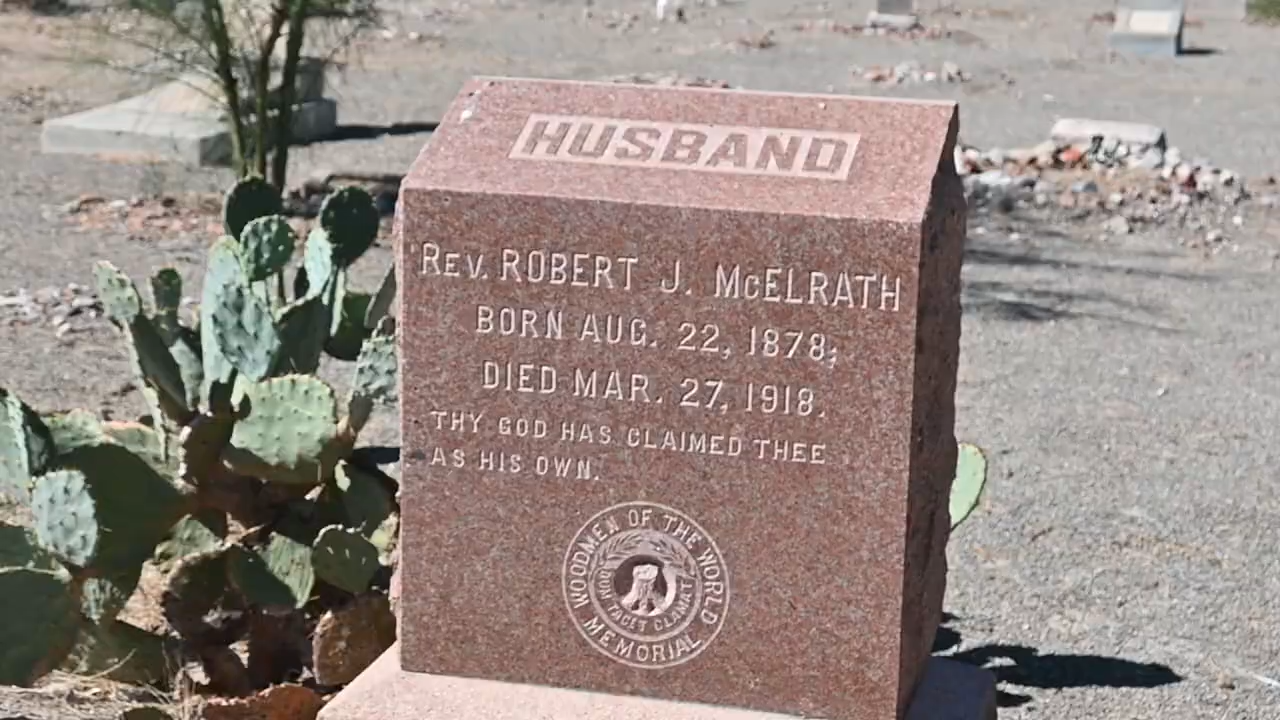 HUSBAND
REV. ROBERT J. McELRATH
BORN AUG. 22, 1878;
DIED MAR. 27, 1918.
THY GOD HAS CLAIMED THEE
AS HIS OWN.
WOODMEN OF THE WORLD
MEMORIAL
DUM TACET CLAMAT